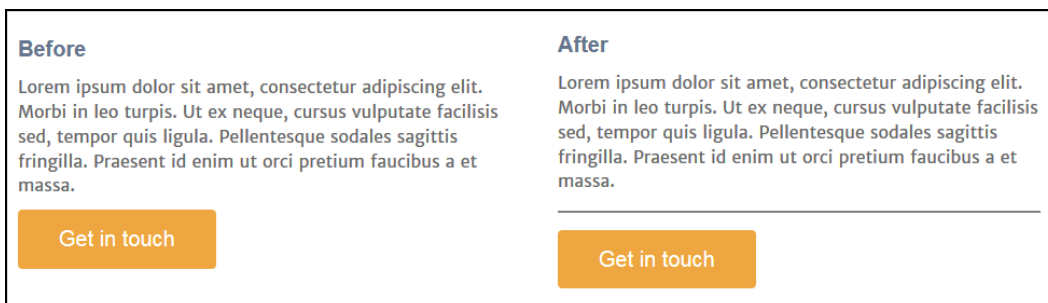 Before
Lorem ipsum dolor sit amet, consectetur adipiscing elit.
Morbi in leo turpis. Ut ex neque, cursus vulputate facilisis
sed, tempor quis ligula. Pellentesque sodales sagittis
fringilla. Praesent id enim ut orci pretium faucibus a et
massa.
Get in touch
After
Lorem ipsum dolor sit amet, consectetur adipiscing elit.
Morbi in leo turpis. Ut ex neque, cursus vulputate facilisis
sed, tempor quis ligula. Pellentesque sodales sagittis
fringilla. Praesent id enim ut orci pretium faucibus a et
massa.
Get in touch